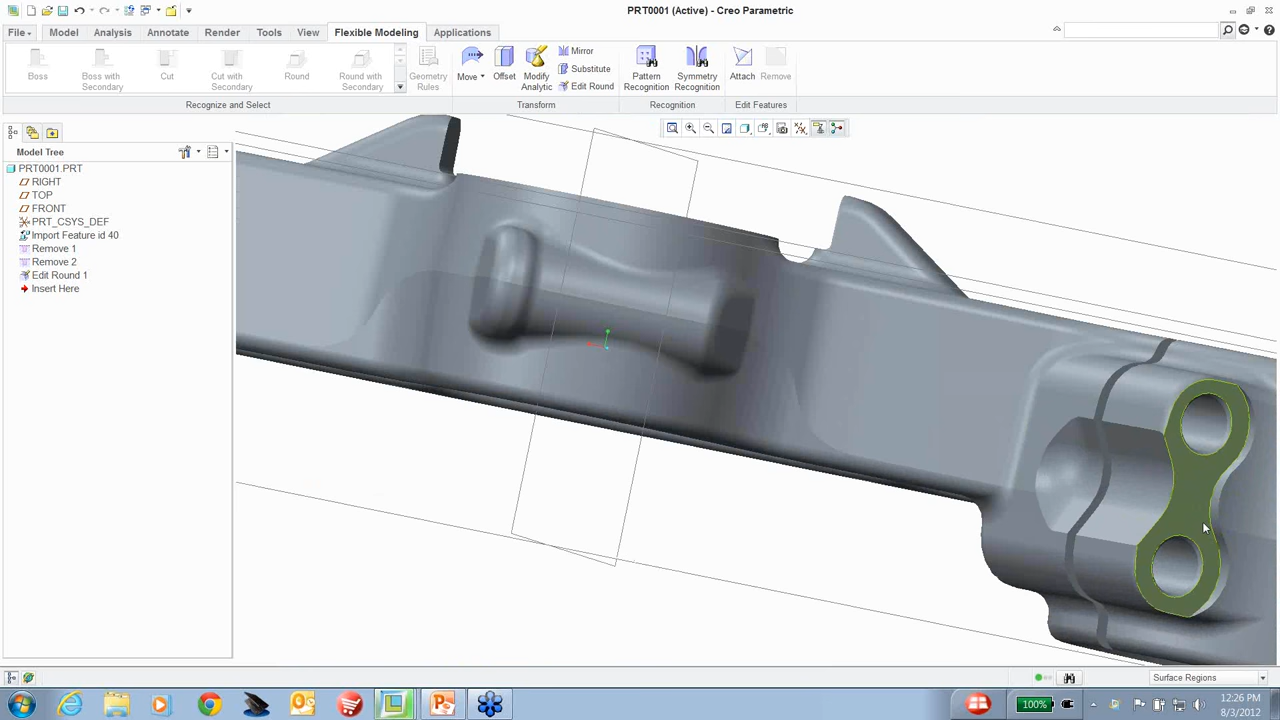 PRT0001 (Active) - Creo Parametric
File Model Analysis Annotate Render Tools View Flexible Modeling Applications
Boss
Boss with Secondary
Cut
Cut with Secondary
Round
Round with Secondary
Geometry Rules
Move
Offset
Modify Analytic
Mirror
Substitute
Edit Round
Pattern Recognition
Symmetry Recognition
Attach
Remove
Recognize and Select
Transform
Recognition
Edit Features
Model Tree
PRT0001.PRT
RIGHT
TOP
FRONT
PRT_CSYS_DEF
Import Feature id 40
Remove 1
Remove 2
Edit Round 1
Insert Here
Surface Regions
100%
12:26 PM
8/3/2012